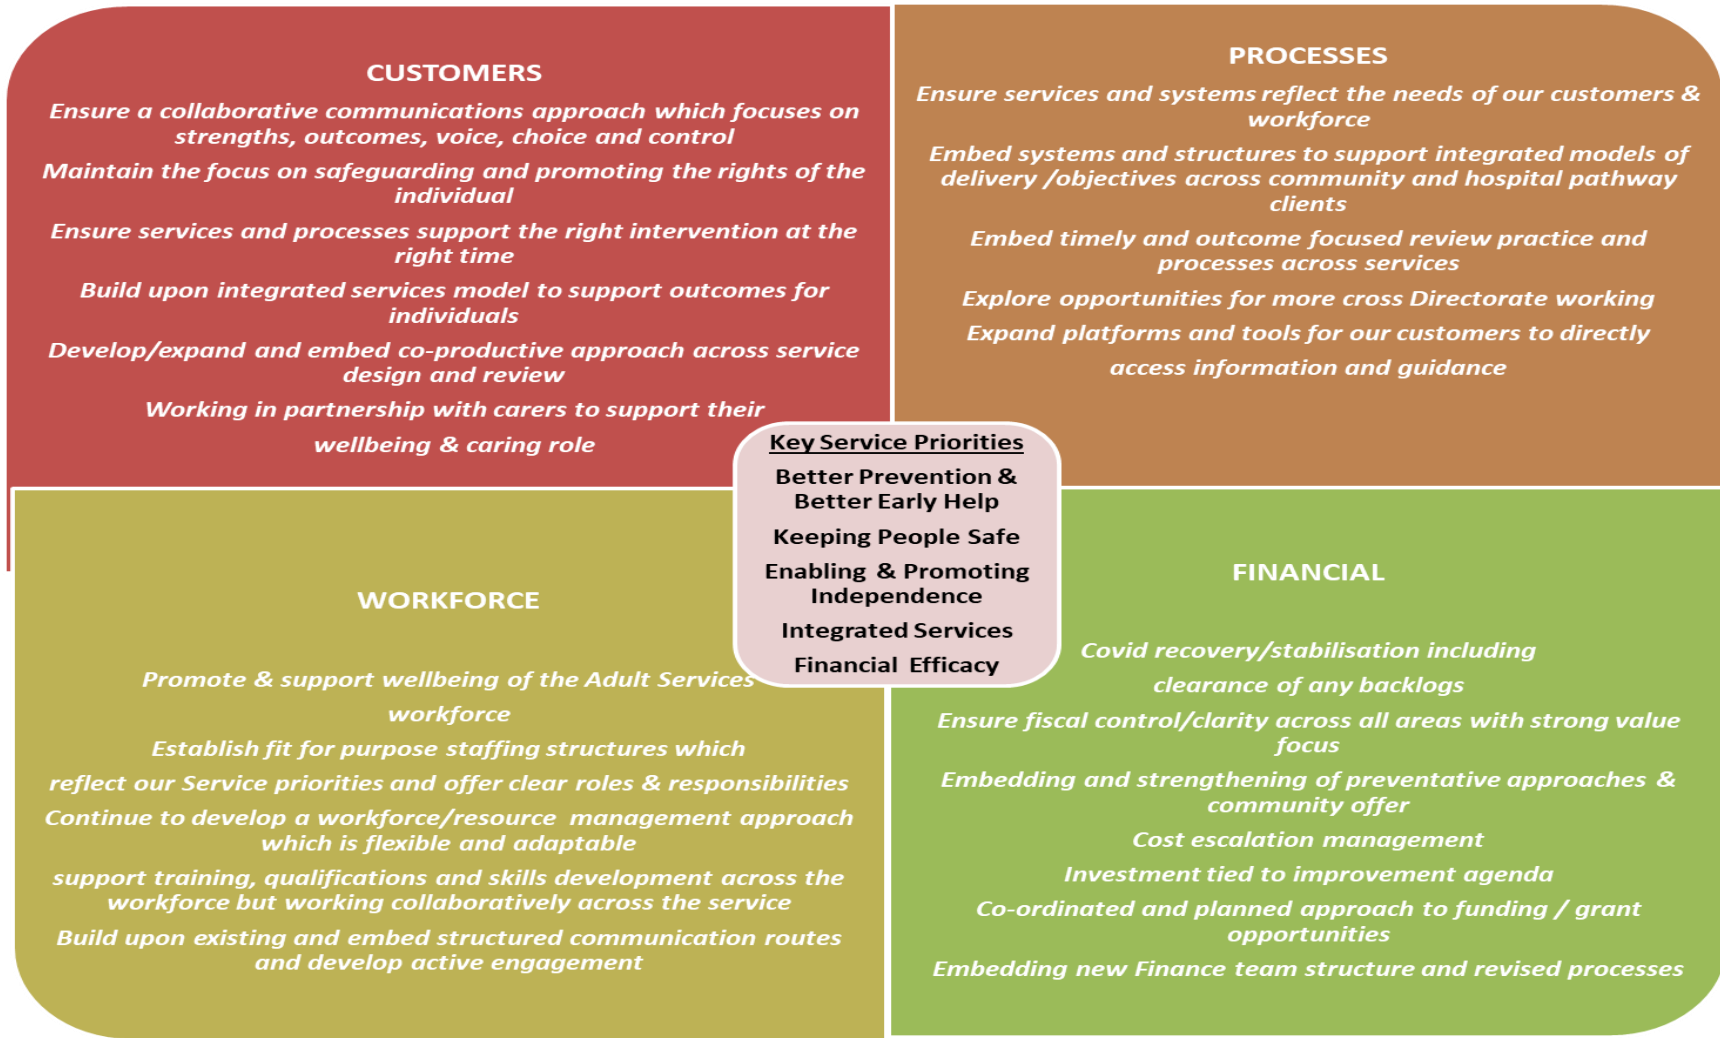 CUSTOMERS
Ensure a collaborative communications approach which focuses on
strengths, outcomes, voice, choice and control
Maintain the focus on safeguarding and promoting the rights of the
individual
Ensure services and processes support the right intervention at the
right time
Build upon integrated services model to support outcomes for
individuals
Develop/expand and embed co-productive approach across service
design and review
Working in partnership with carers to support their
wellbeing & caring role
PROCESSES
Ensure services and systems reflect the needs of our customers &
workforce
Embed systems and structures to support integrated models of
delivery /objectives across community and hospital pathway
clients
Embed timely and outcome focused review practice and
processes across services
Explore opportunities for more cross Directorate working
Expand platforms and tools for our customers to directly
access information and guidance
Key Service Priorities
Better Prevention &
Better Early Help
Keeping People Safe
Enabling & Promoting
Independence
Integrated Services
Financial Efficacy
WORKFORCE
Promote & support wellbeing of the Adult Services
workforce
Establish fit for purpose staffing structures which
reflect our Service priorities and offer clear roles & responsibilities
Continue to develop a workforce/resource management approach
which is flexible and adaptable
support training, qualifications and skills development across the
workforce but working collaboratively across the service
Build upon existing and embed structured communication routes
and develop active engagement
FINANCIAL
Covid recovery/stabilisation including
clearance of any backlogs
Ensure fiscal control/clarity across all areas with strong value
focus
Embedding and strengthening of preventative approaches &
community offer
Cost escalation management
Investment tied to improvement agenda
Co-ordinated and planned approach to funding / grant
opportunities
Embedding new Finance team structure and revised processes